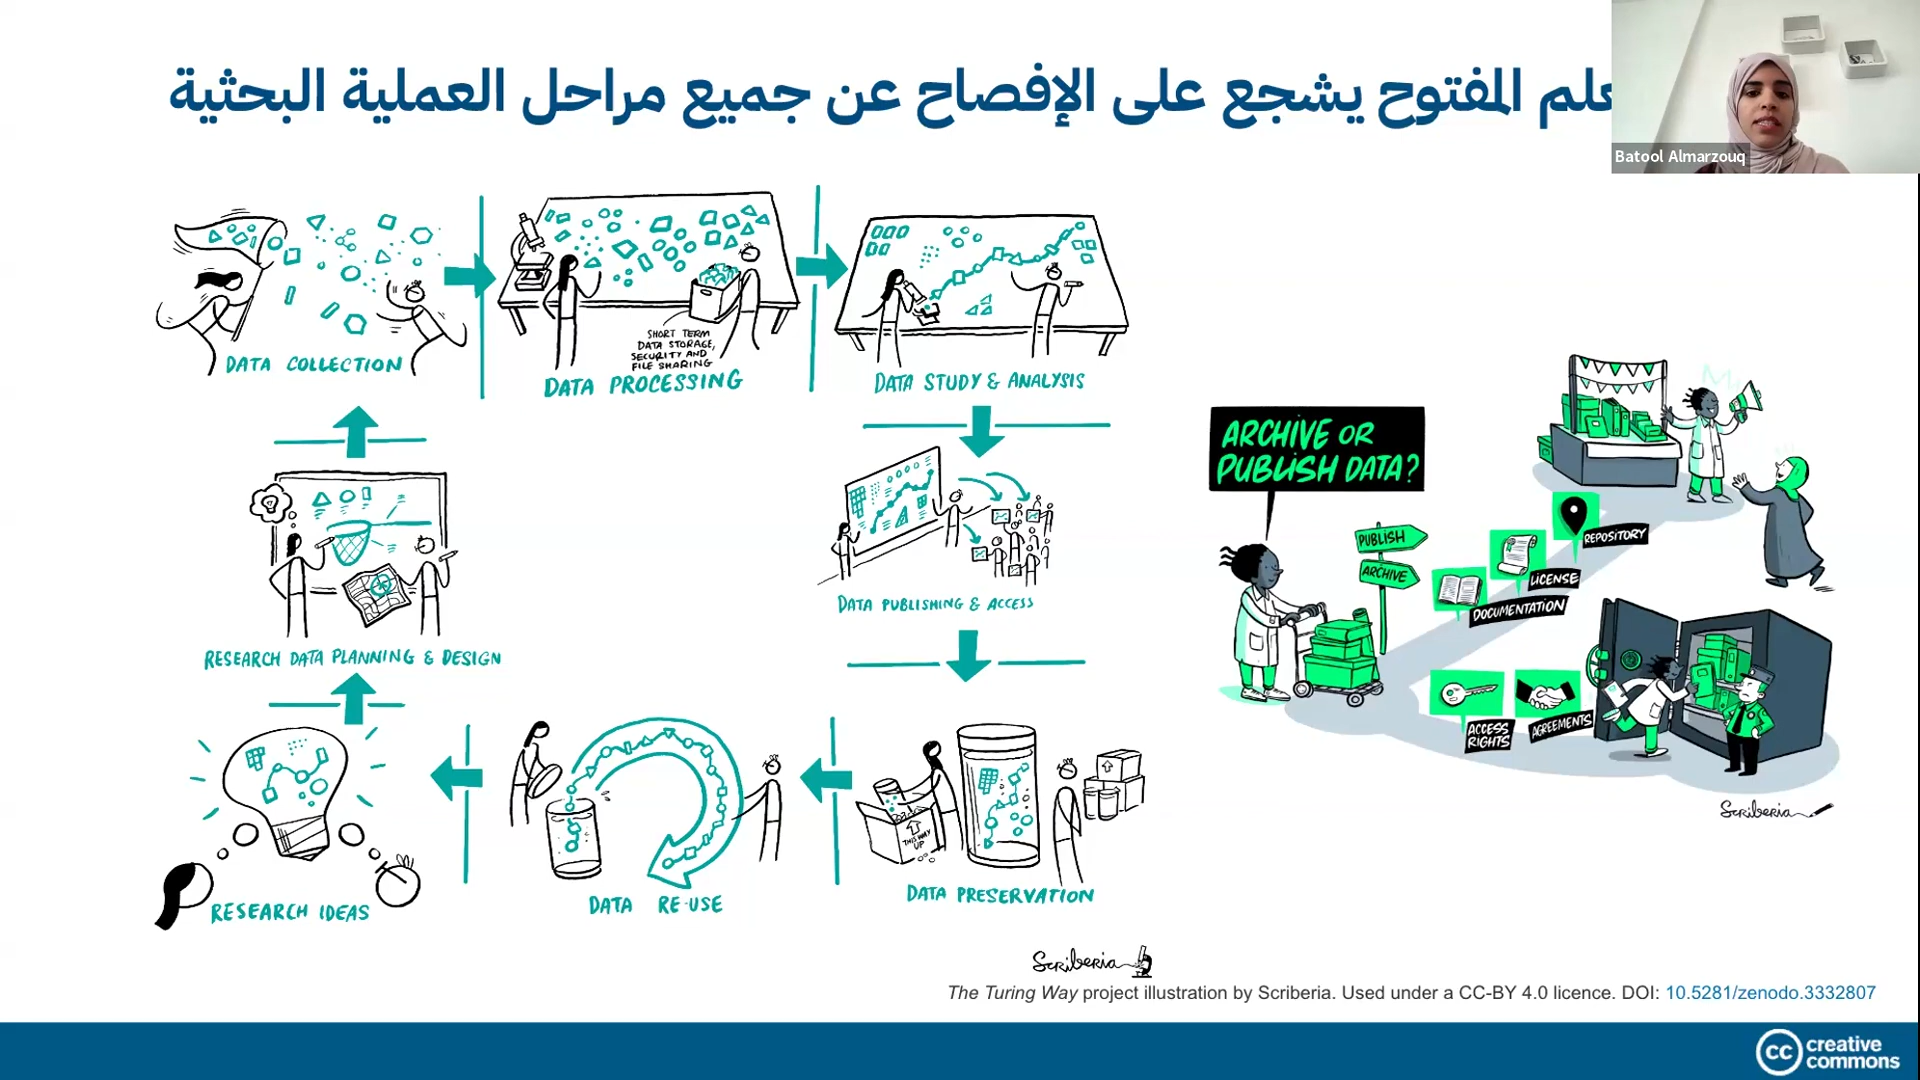 علم المفتوح يشجع على الإفصاح عن جميع مراحل العملية البحثية
Batool Almarzouq
DATA COLLECTION
SHORT TERM
DATA STORAGE,
SECURITY AND
FILE SHARING
DATA PROCESSING
DATA STUDY & ANALYSIS
RESEARCH DATA PLANNING & DESIGN
DATA PUBLISHING & ACCESS
RESEARCH IDEAS
DATA RE-USE
THIS WAY
UP
DATA PRESERVATION
Scriberia
ARCHIVE OR
PUBLISH DATA?
PUBLISH
ARCHIVE
REPOSITORY
LICENSE
DOCUMENTATION
ACCESS
RIGHTS
AGREEMENTS
Scriberia
The Turing Way project illustration by Scriberia. Used under a CC-BY 4.0 licence. DOI: 10.5281/zenodo.3332807
cc creative
commons